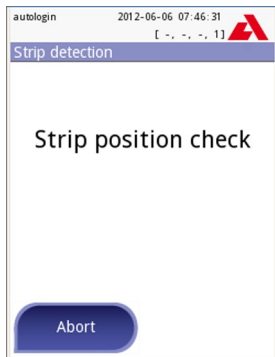 autologin 2012-06-06 07:46:31
[ -, -, -, 1]
Strip detection
Strip position check
Abort